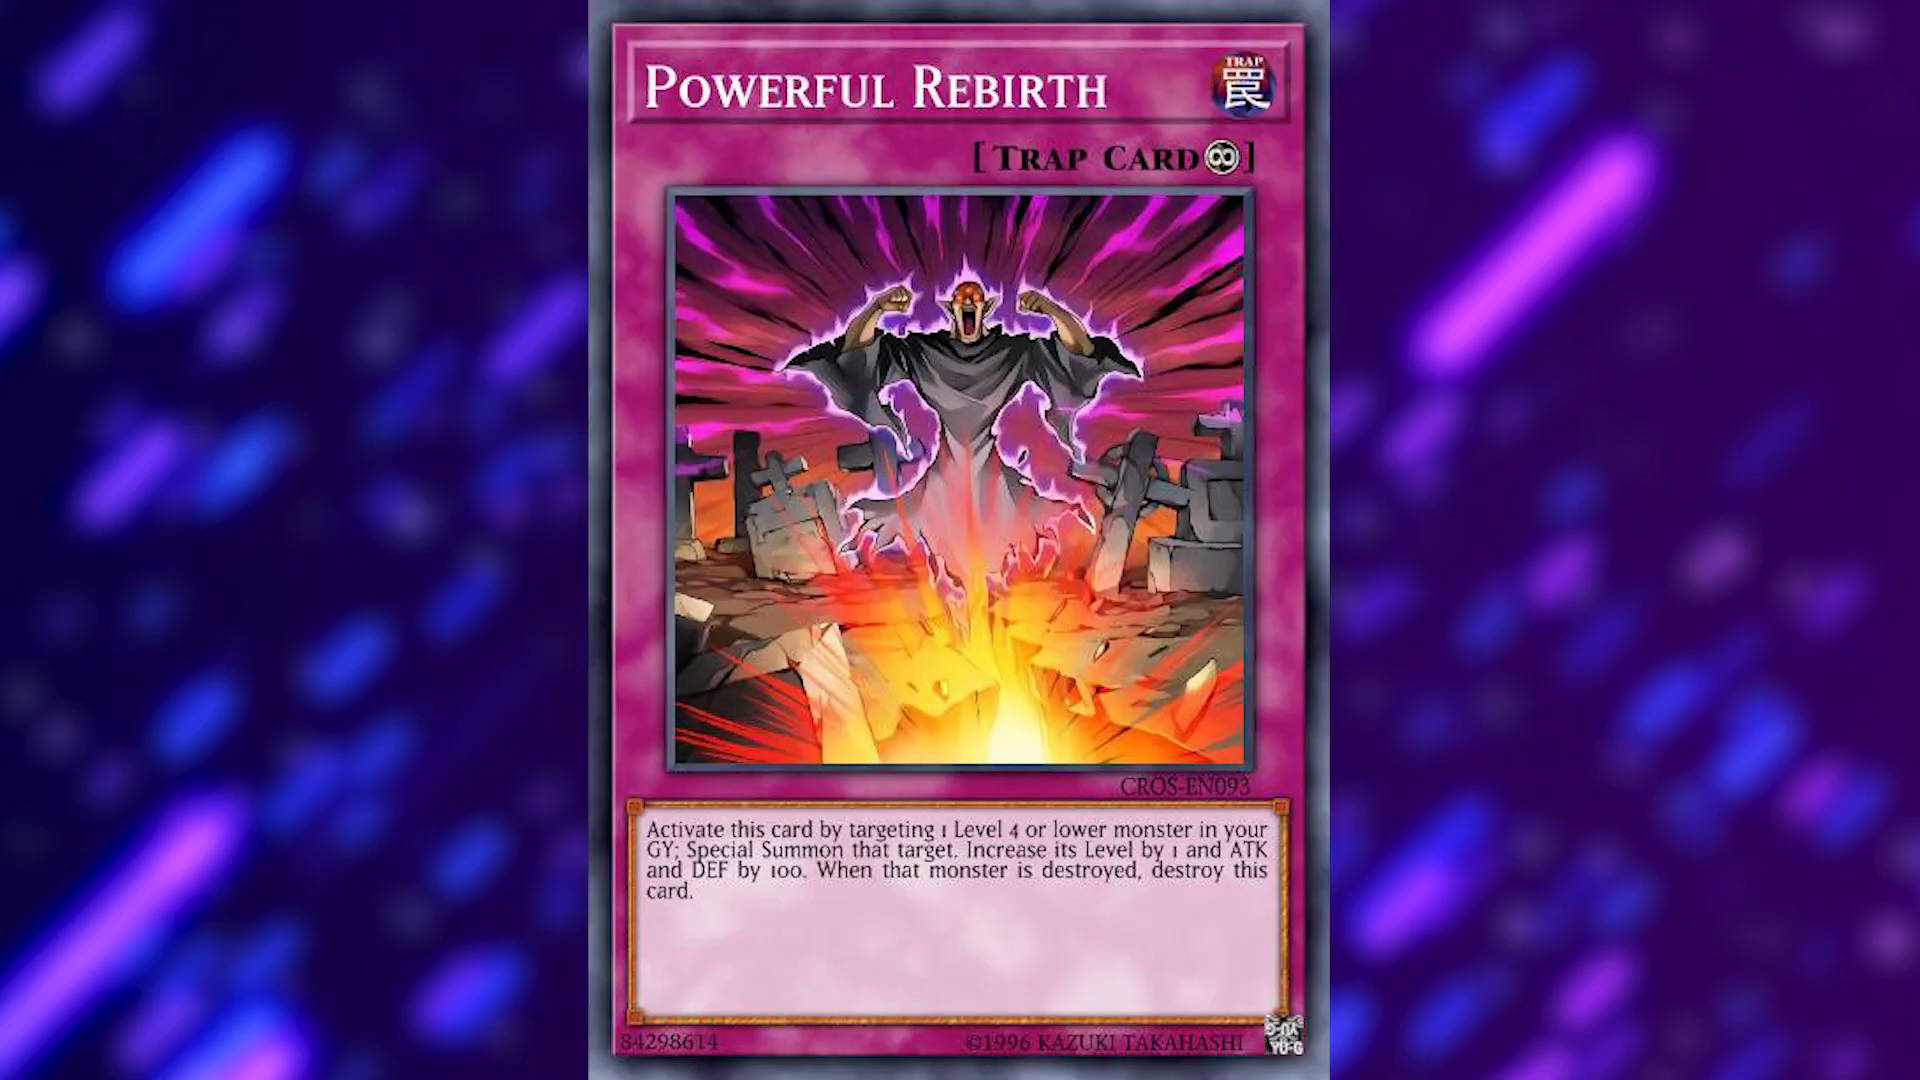 POWERFUL REBIRTH
TRAP
罠
[TRAP CARD]
CROS-EN093
Activate this card by targeting 1 Level 4 or lower monster in your
GY; Special Summon that target. Increase its Level by 1 and ATK
and DEF by 100. When that monster is destroyed, destroy this
card.
84298614
©1996 KAZUKI TAKAHASHI